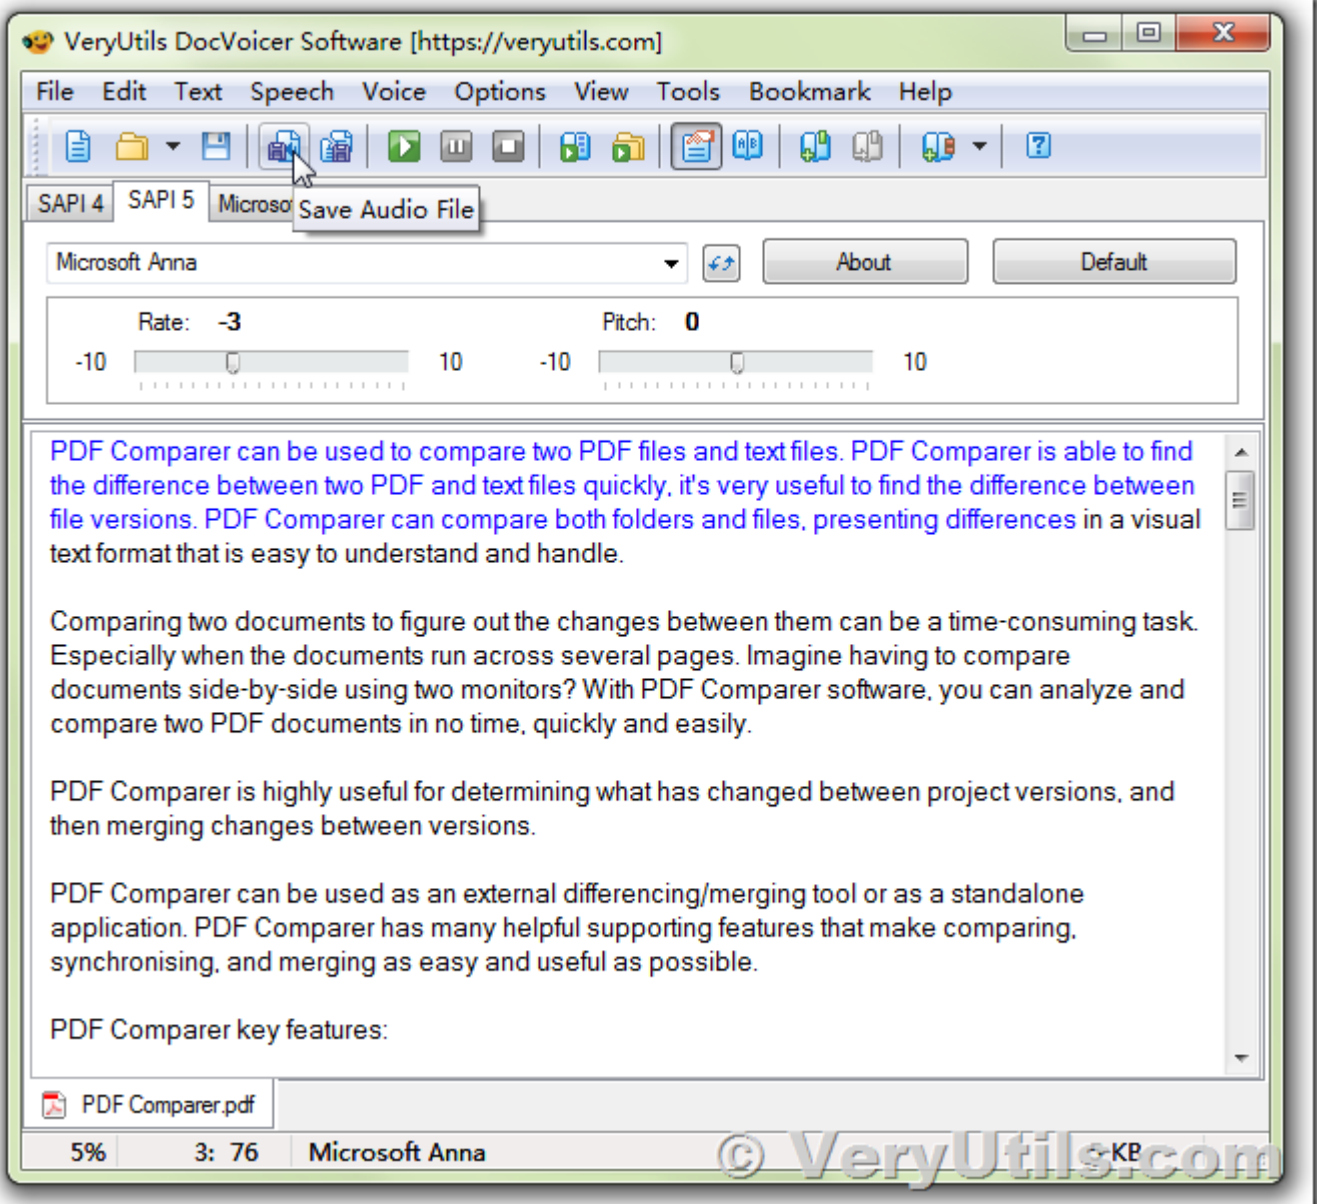 VeryUtils DocVoicer Software [https://veryutils.com]
File Edit Text Speech Voice Options View Tools Bookmark Help
SAPI 4 SAPI 5
Save Audio File
Microsoft Anna About Default
Rate: -3 Pitch: 0
-10 10 -10 10
PDF Comparer can be used to compare two PDF files and text files. PDF Comparer is able to find
the difference between two PDF and text files quickly, it's very useful to find the difference between
file versions. PDF Comparer can compare both folders and files, presenting differences in a visual
text format that is easy to understand and handle.
Comparing two documents to figure out the changes between them can be a time-consuming task.
Especially when the documents run across several pages. Imagine having to compare
documents side-by-side using two monitors? With PDF Comparer software, you can analyze and
compare two PDF documents in no time, quickly and easily.
PDF Comparer is highly useful for determining what has changed between project versions, and
then merging changes between versions.
PDF Comparer can be used as an external differencing/merging tool or as a standalone
application. PDF Comparer has many helpful supporting features that make comparing,
synchronising, and merging as easy and useful as possible.
PDF Comparer key features:
PDF Comparer.pdf
5% 3: 76 Microsoft Anna KB
© VeryUtils.com